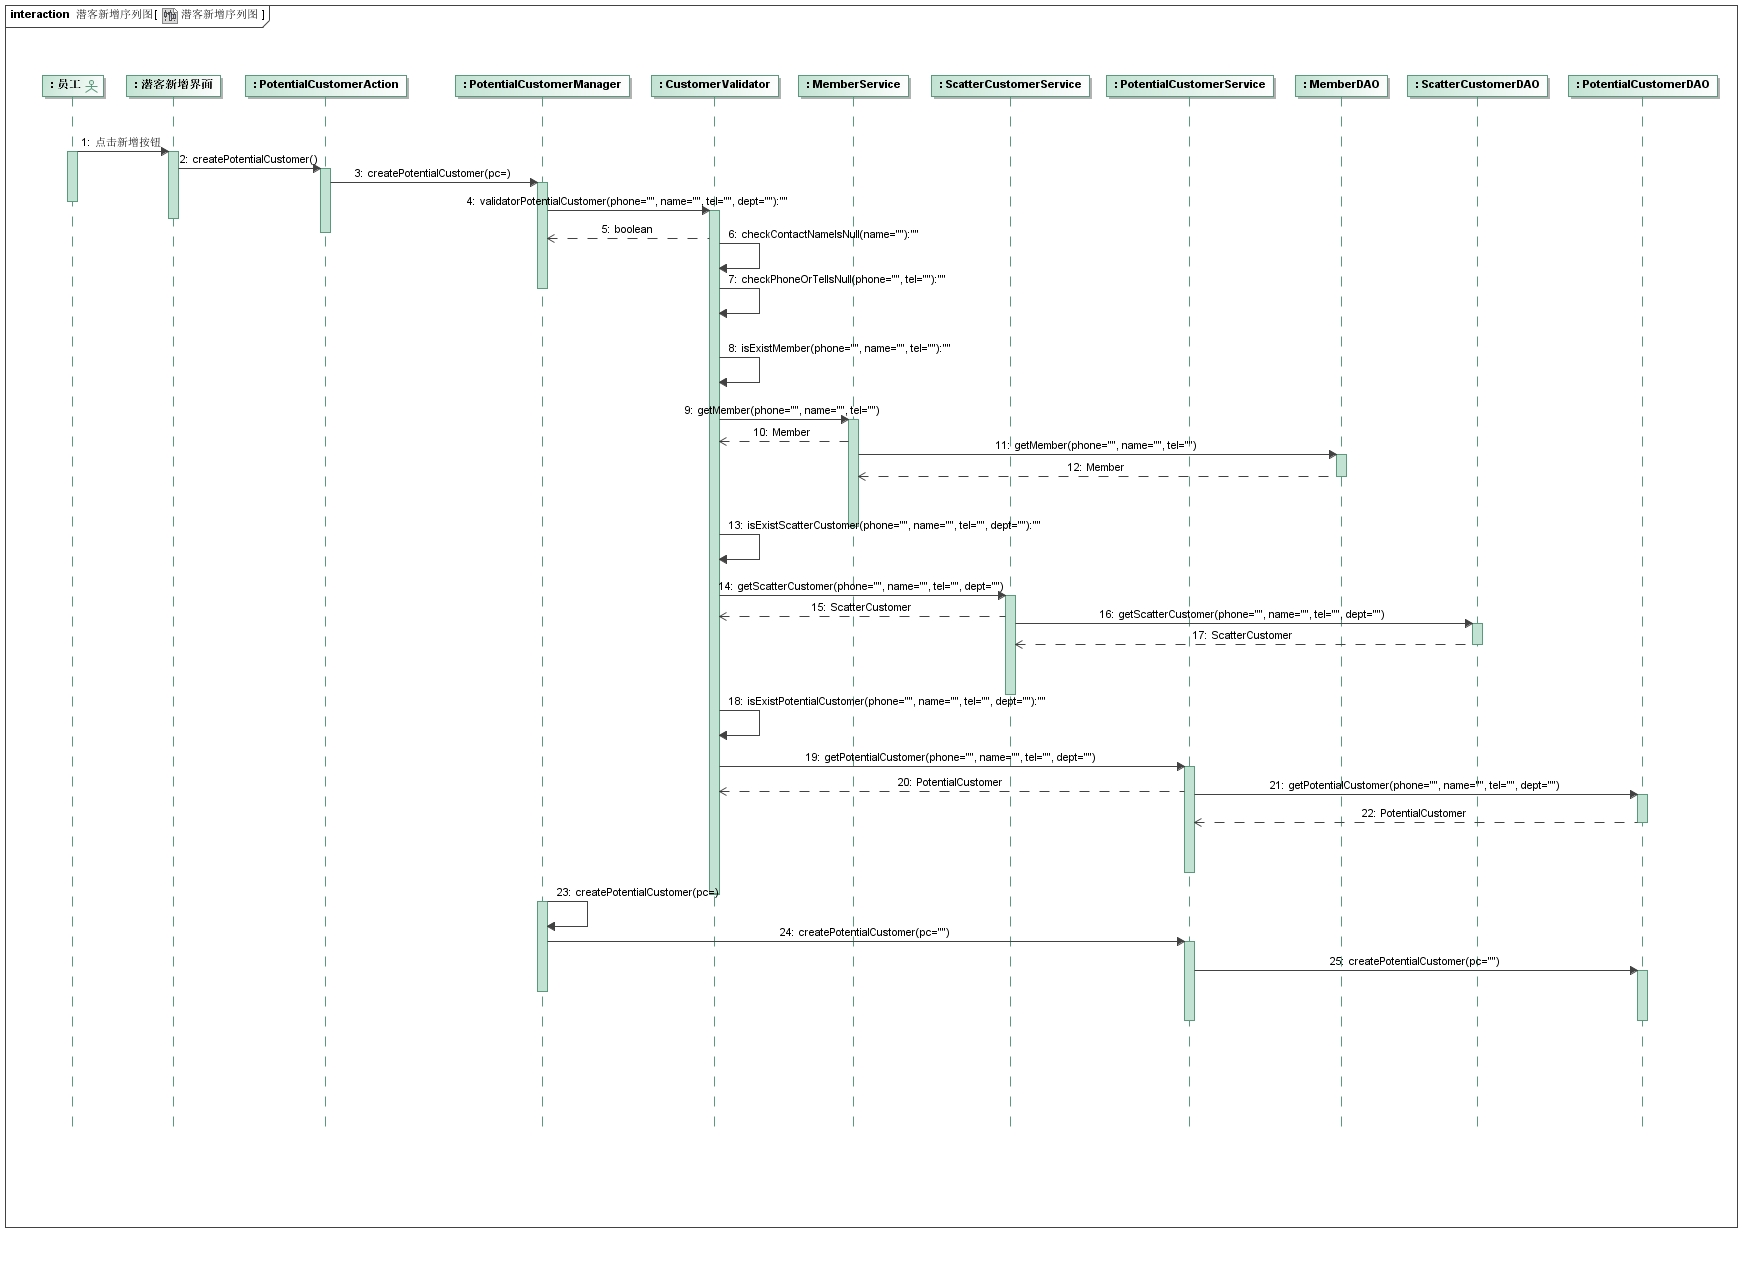 interaction 潜客新增序列图[ 潜客新增序列图 ]
: 员工
: 潜客新增界面
: PotentialCustomerAction
: PotentialCustomerManager
: CustomerValidator
: MemberService
: ScatterCustomerService
: PotentialCustomerService
: MemberDAO
: ScatterCustomerDAO
: PotentialCustomerDAO
1: 点击新增按钮
2: createPotentialCustomer()
3: createPotentialCustomer(pc=)
4: validatorPotentialCustomer(phone="", name="", tel="", dept=""):""
5: boolean
6: checkContactNameIsNull(name=""):""
7: checkPhoneOrTelIsNull(phone="", tel=""):""
8: isExistMember(phone="", name="", tel=""):""
9: getMember(phone="", name="", tel="")
10: Member
11: getMember(phone="", name="", tel="")
12: Member
13: isExistScatterCustomer(phone="", name="", tel="", dept=""):""
14: getScatterCustomer(phone="", name="", tel="", dept="")
15: ScatterCustomer
16: getScatterCustomer(phone="", name="", tel="", dept="")
17: ScatterCustomer
18: isExistPotentialCustomer(phone="", name="", tel="", dept=""):""
19: getPotentialCustomer(phone="", name="", tel="", dept="")
20: PotentialCustomer
21: getPotentialCustomer(phone="", name="", tel="", dept="")
22: PotentialCustomer
23: createPotentialCustomer(pc=)
24: createPotentialCustomer(pc="")
25: createPotentialCustomer(pc="")